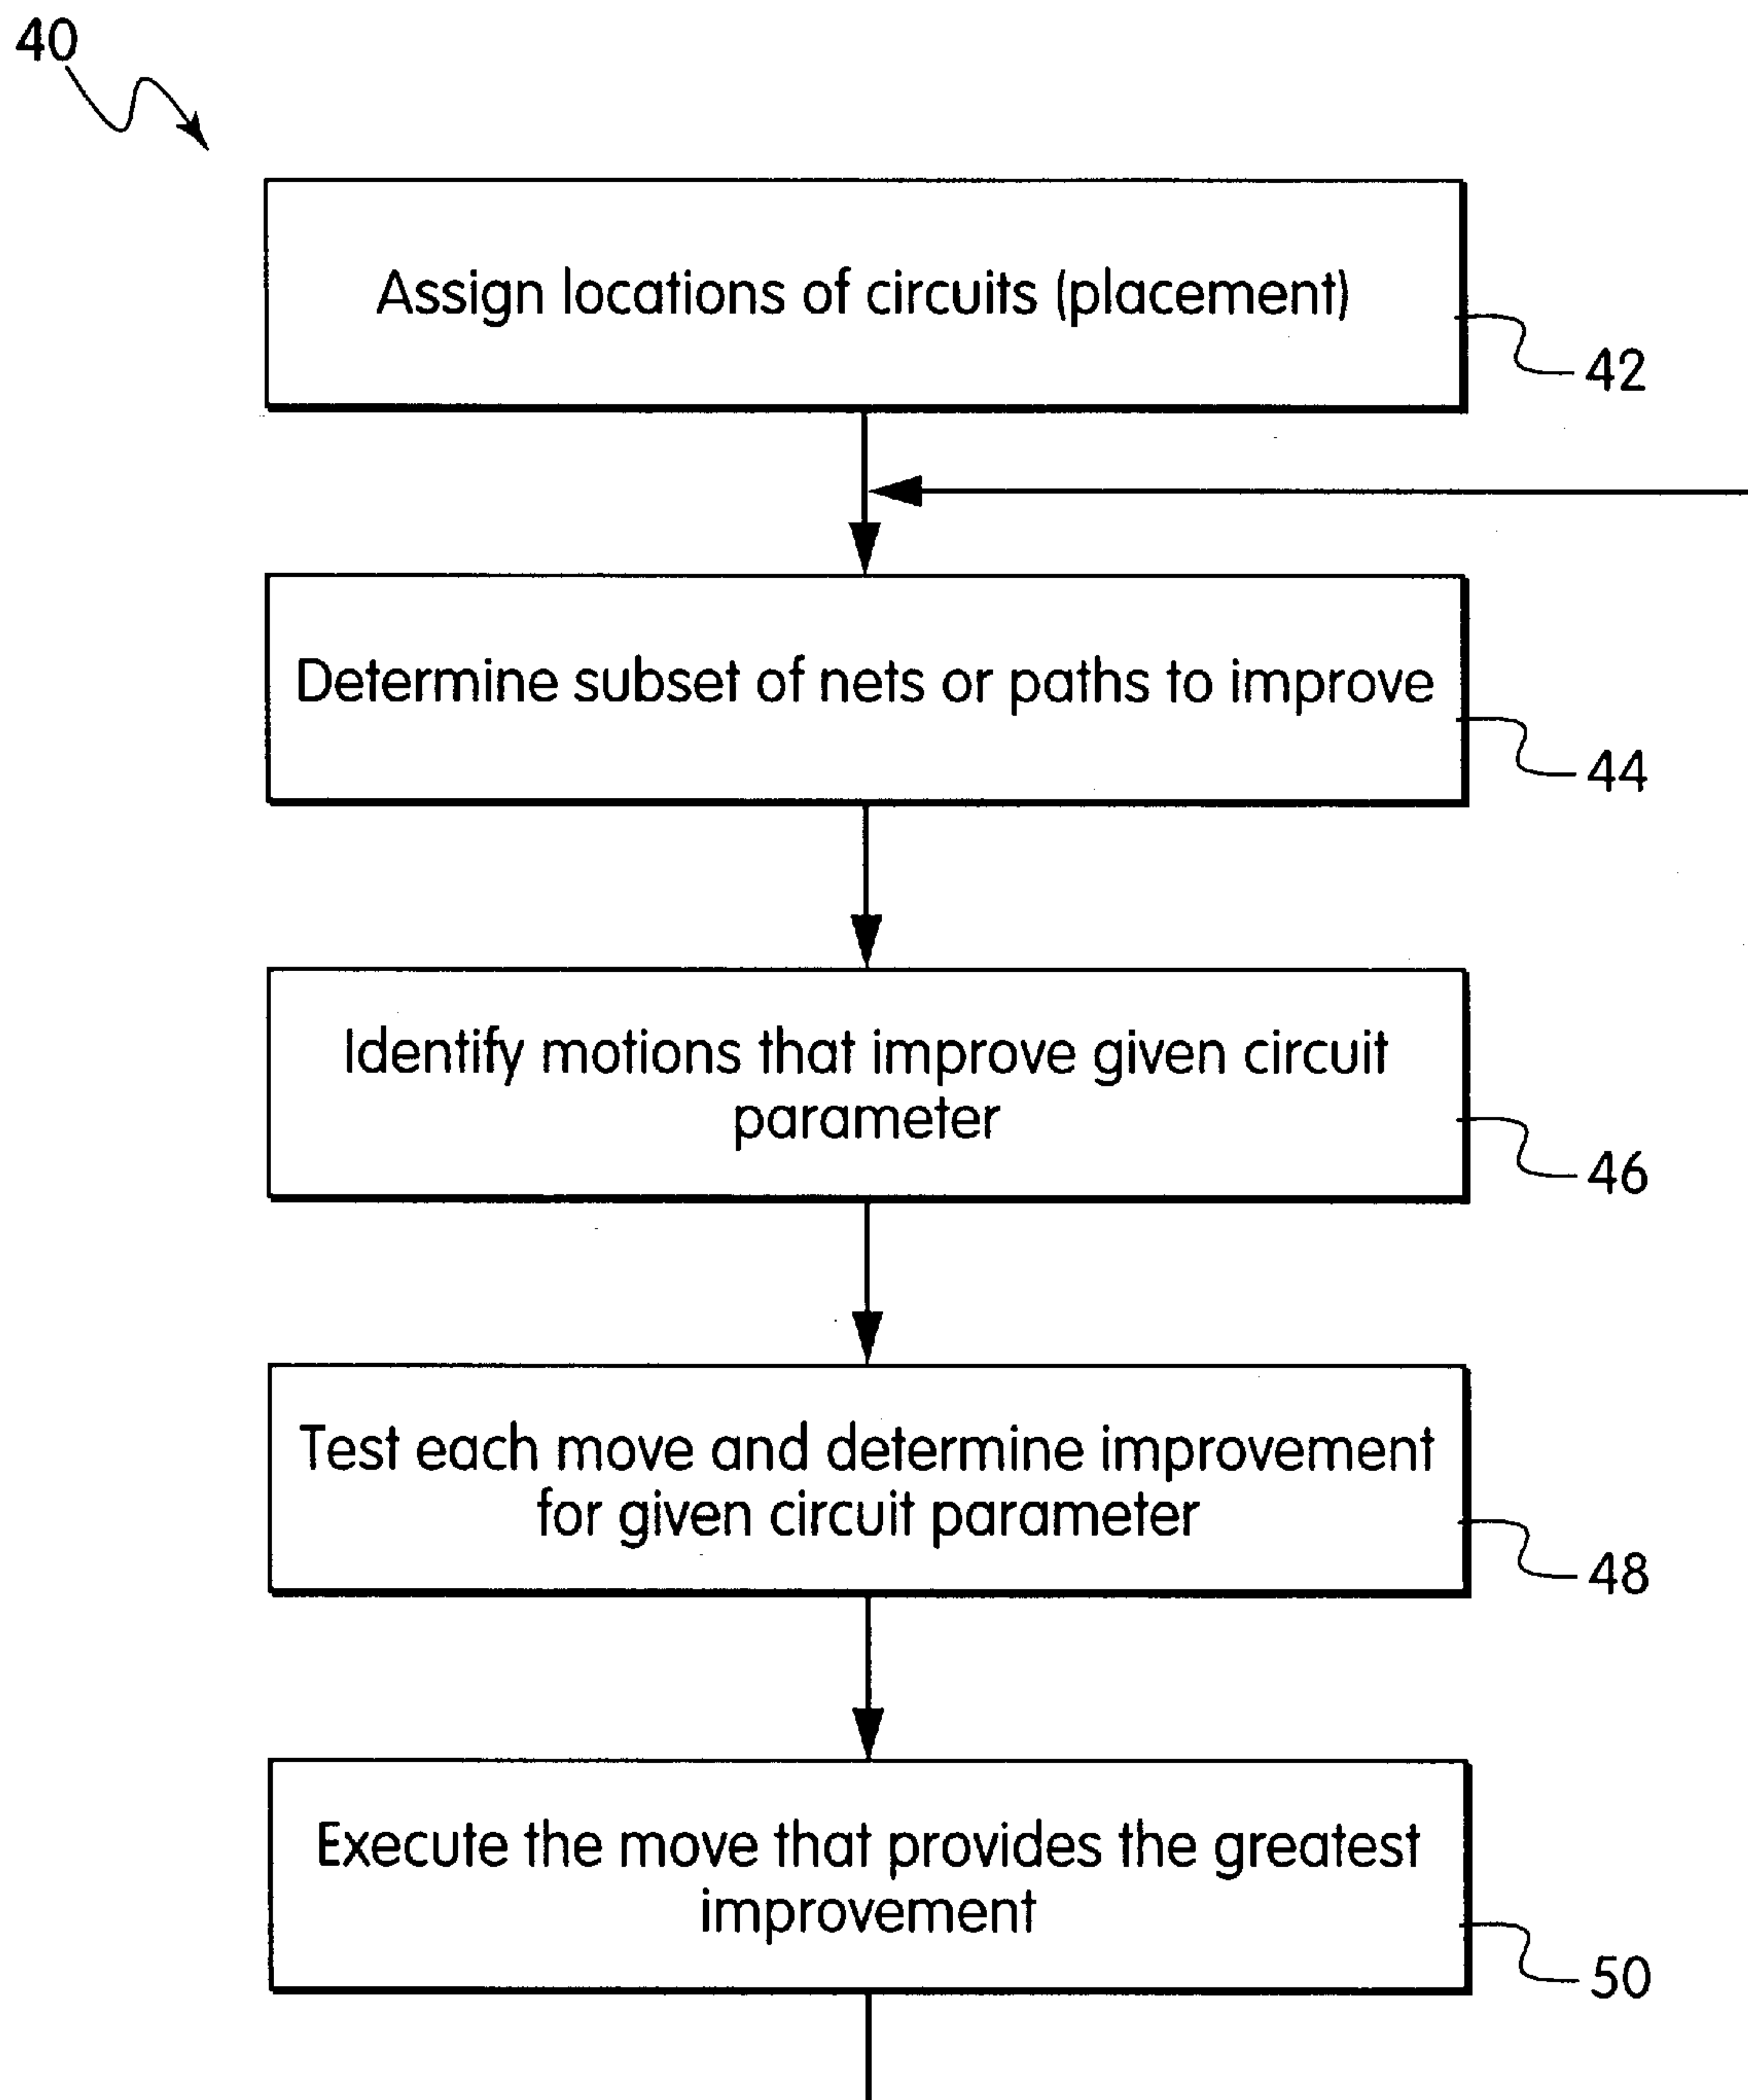 40
Assign locations of circuits (placement)
42
Determine subset of nets or paths to improve
44
Identify motions that improve given circuit
parameter
46
Test each move and determine improvement
for given circuit parameter
48
Execute the move that provides the greatest
improvement
50